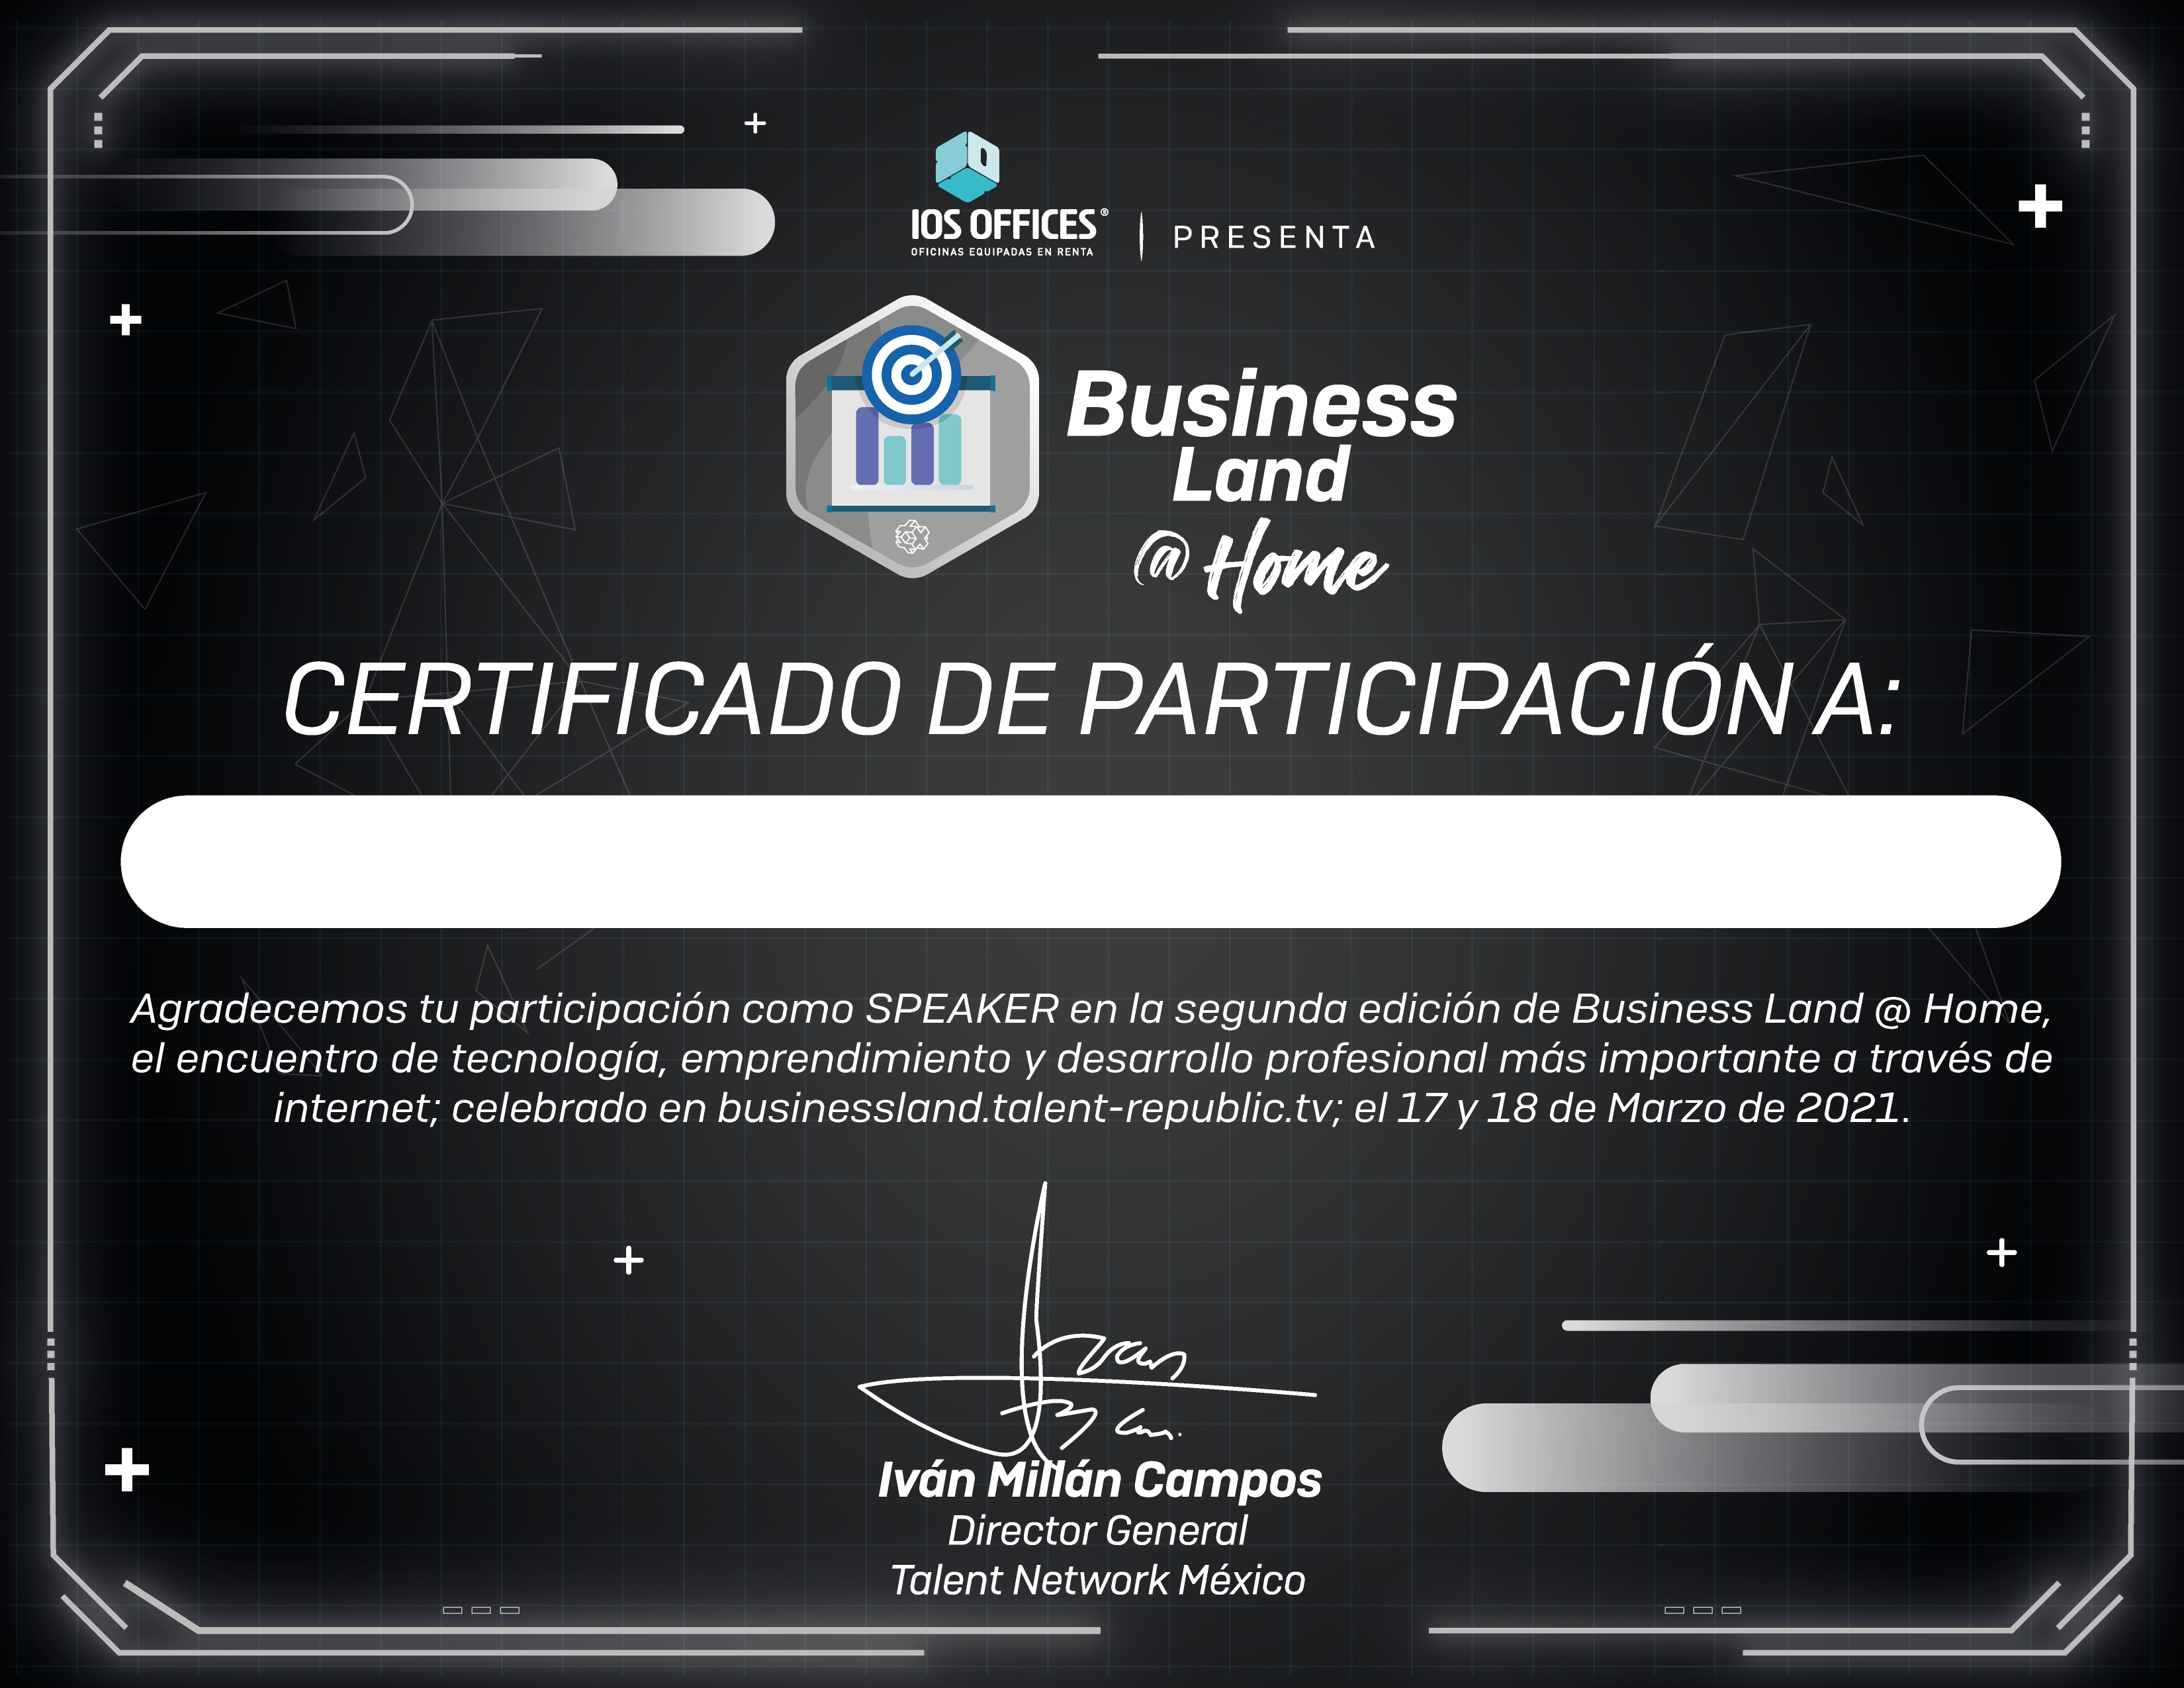 IOS OFFICES®
OFICINAS EQUIPADAS EN RENTA
PRESENTA
Business
Land
@ Home
CERTIFICADO DE PARTICIPACIÓN A:
Agradecemos tu participación como SPEAKER en la segunda edición de Business Land @ Home,
el encuentro de tecnología, emprendimiento y desarrollo profesional más importante a través de
internet; celebrado en businessland.talent-republic.tv; el 17 y 18 de Marzo de 2021.
Iván Millán Campos
Director General
Talent Network México